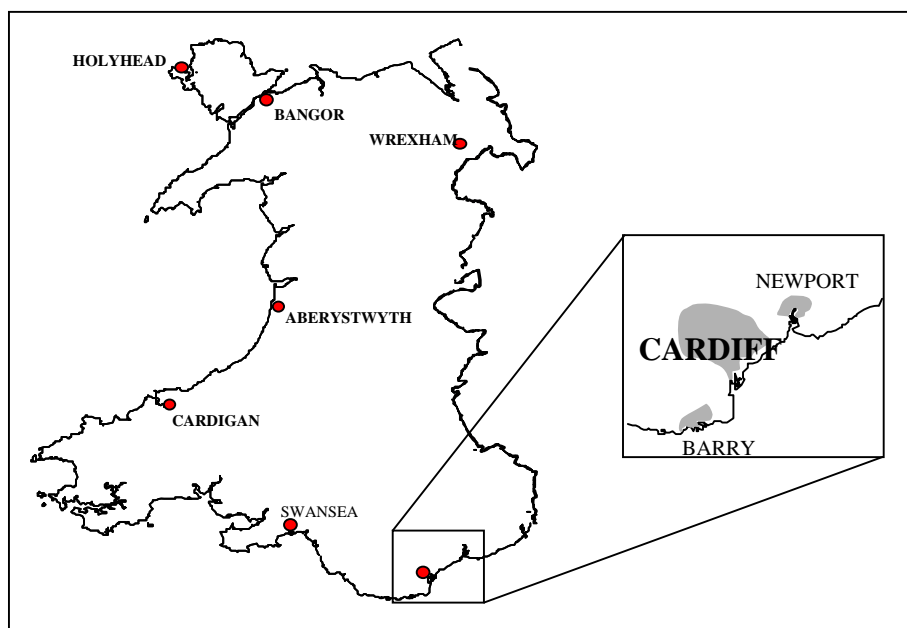 HOLYHEAD
BANGOR
WREXHAM
NEWPORT
ABERYSTWYTH
CARDIFF
CARDIGAN
BARRY
SWANSEA